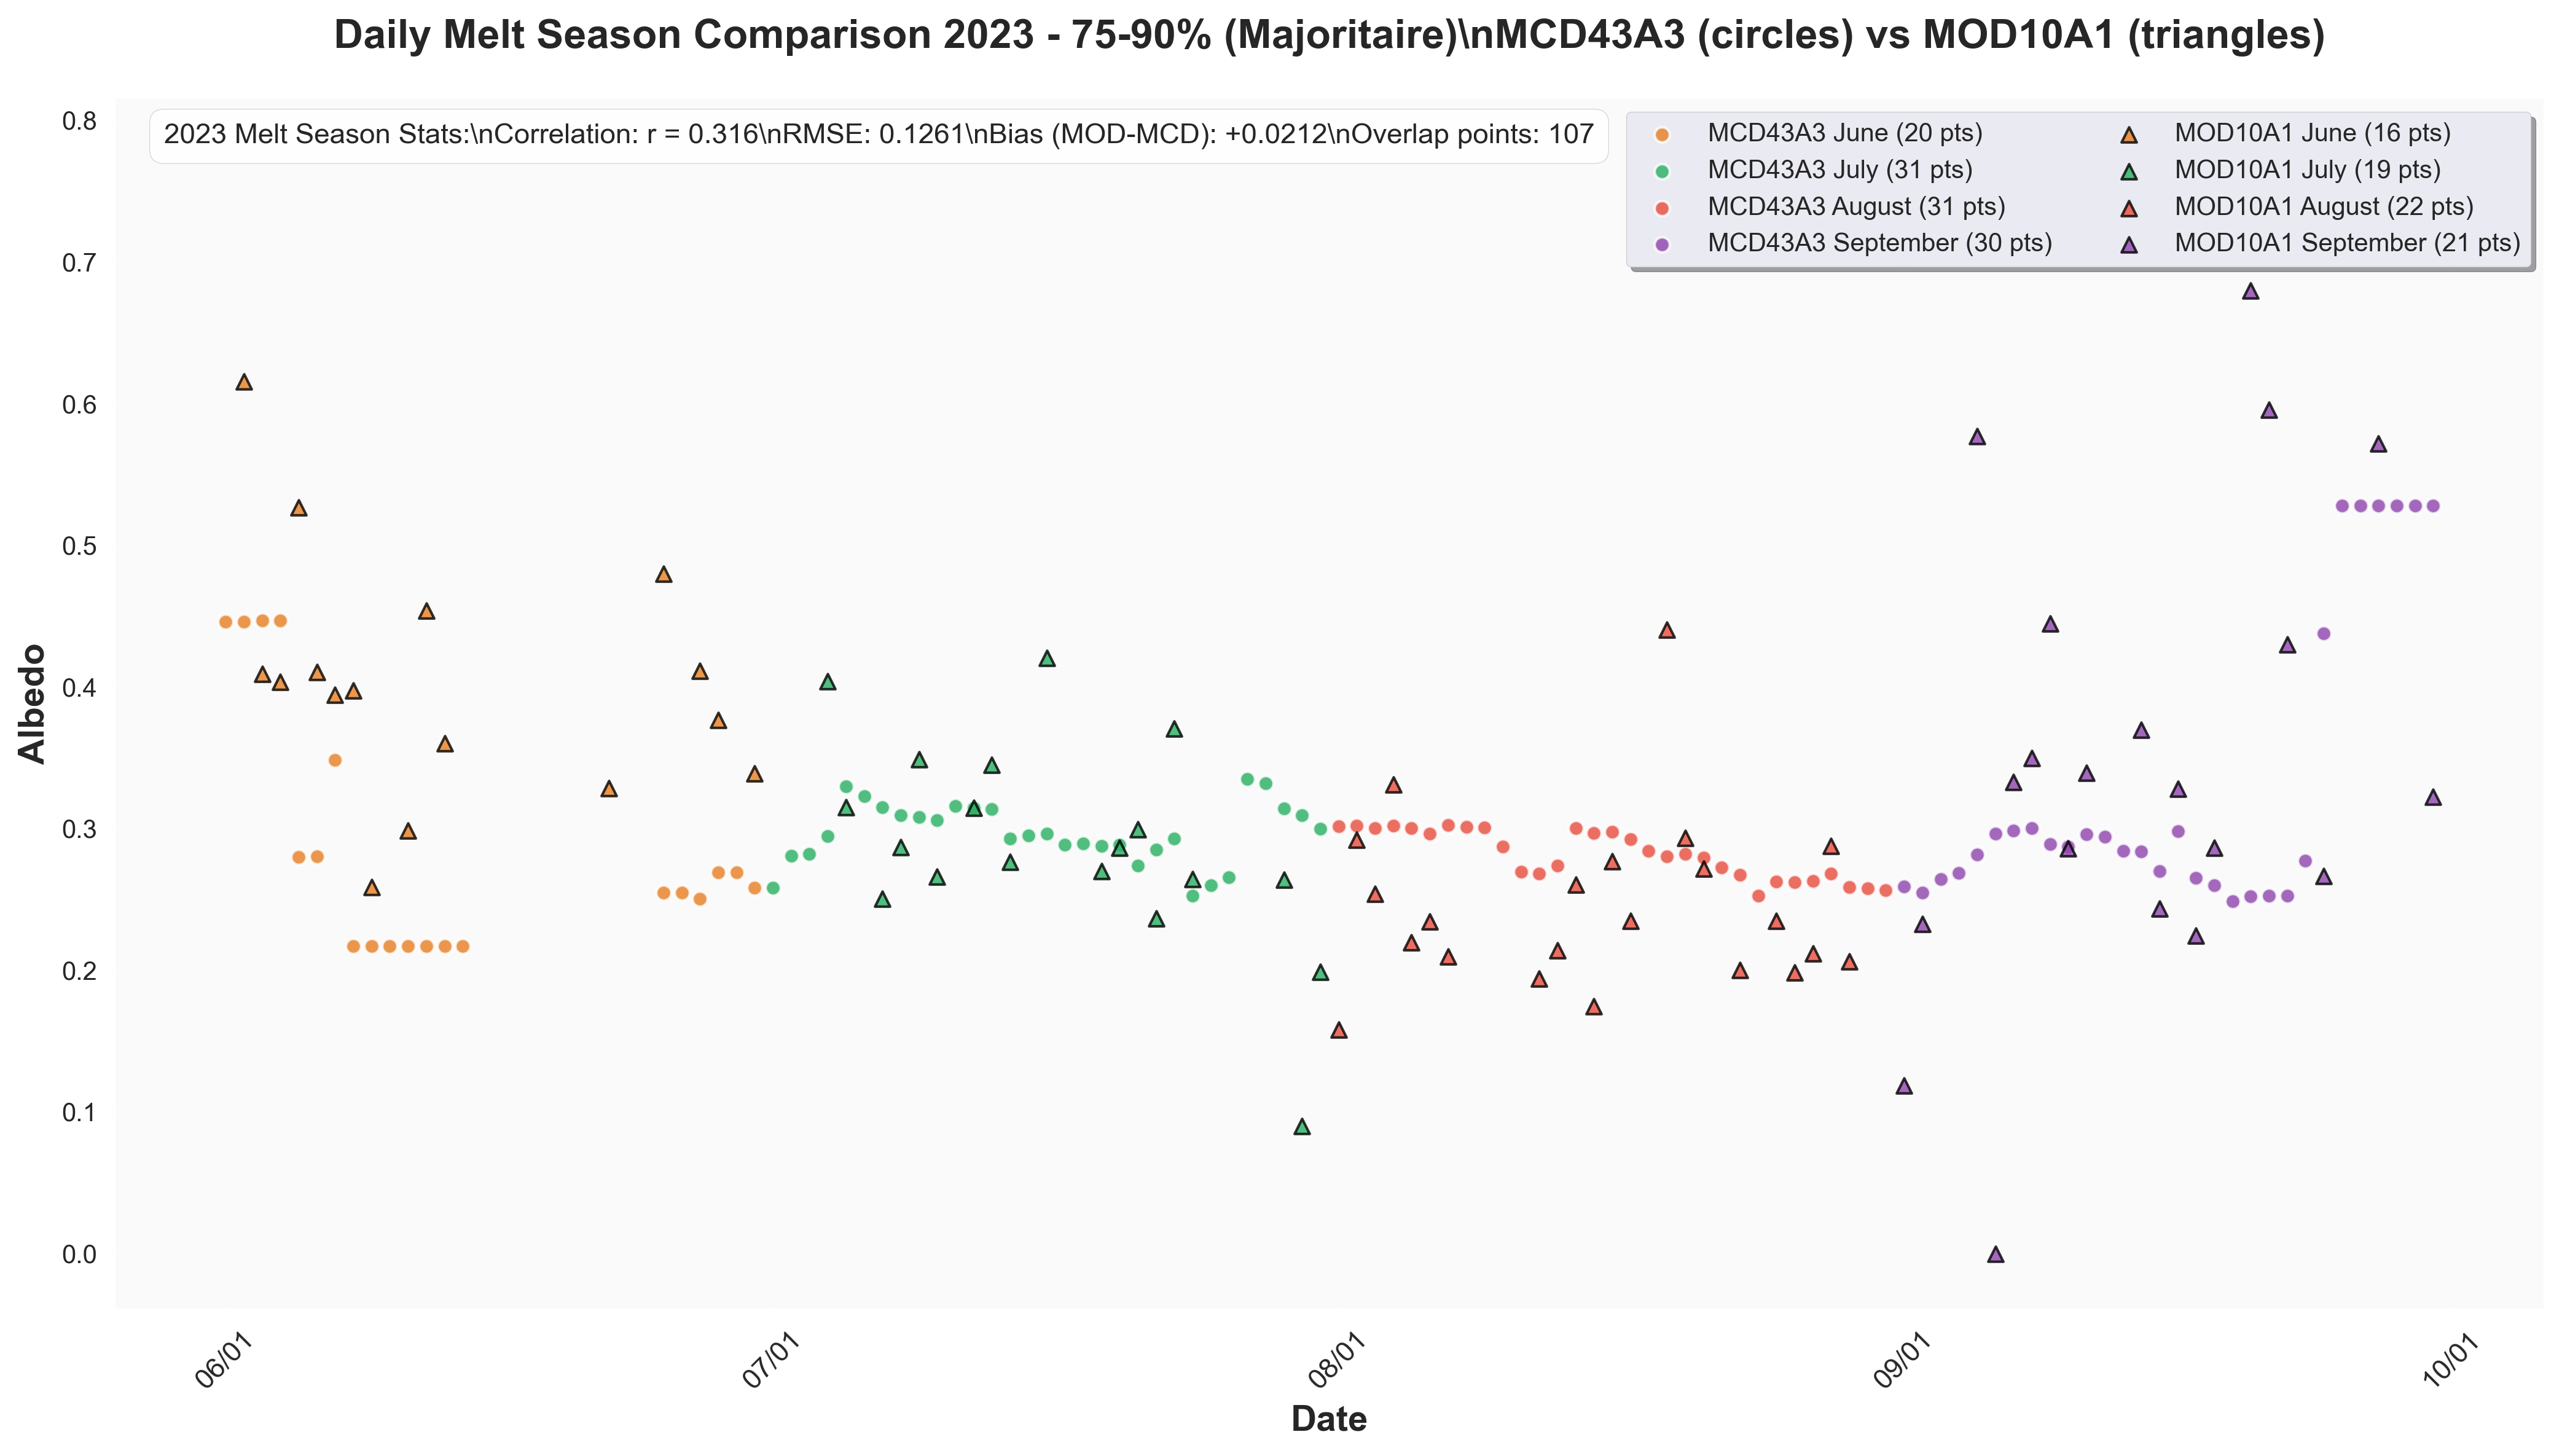 Daily Melt Season Comparison 2023 - 75-90% (Majoritaire)\nMCD43A3 (circles) vs MOD10A1 (triangles)
2023 Melt Season Stats:\nCorrelation: r = 0.316\nRMSE: 0.1261\nBias (MOD-MCD): +0.0212\nOverlap points: 107
MCD43A3 June (20 pts)
MCD43A3 July (31 pts)
MCD43A3 August (31 pts)
MCD43A3 September (30 pts)
MOD10A1 June (16 pts)
MOD10A1 July (19 pts)
MOD10A1 August (22 pts)
MOD10A1 September (21 pts)
Albedo
0.8
0.7
0.6
0.5
0.4
0.3
0.2
0.1
0.0
06/01
07/01
08/01
09/01
10/01
Date